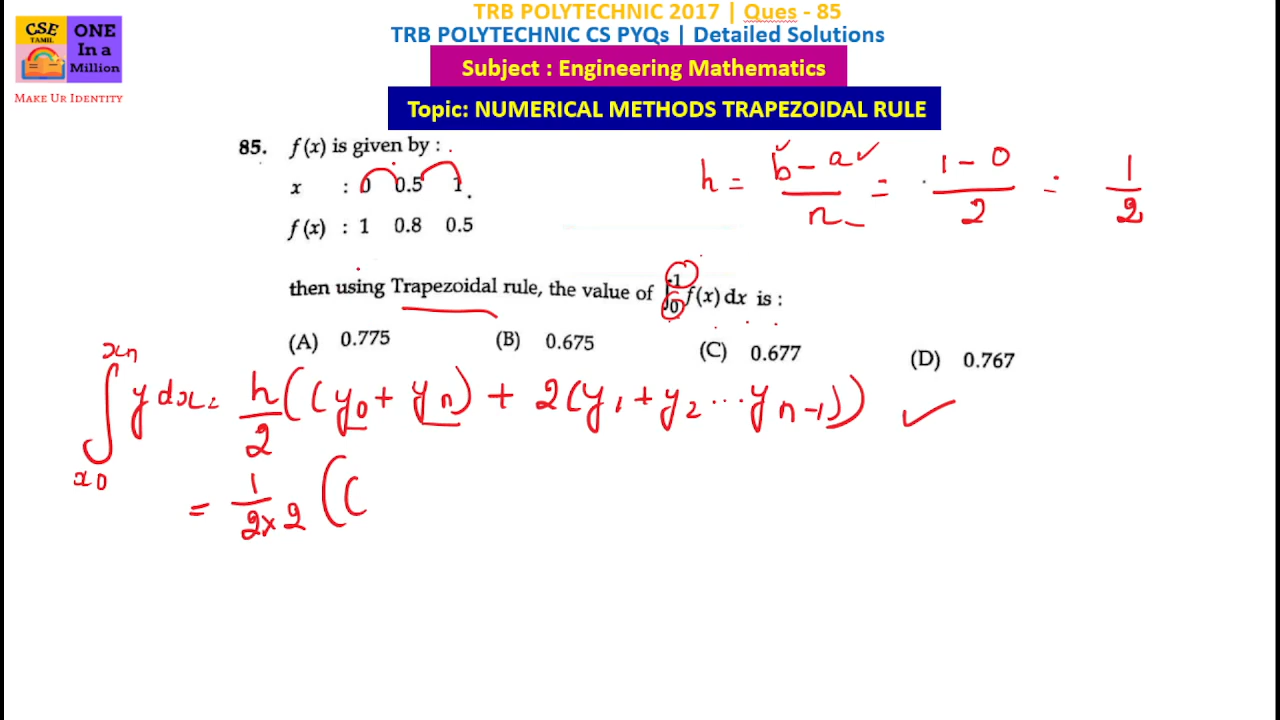 TRB POLYTECHNIC 2017 | Ques - 85
TRB POLYTECHNIC CS PYQs | Detailed Solutions
CSE
TAMIL
ONE
In a
Million
MAKE UR IDENTITY
Subject : Engineering Mathematics
Topic: NUMERICAL METHODS TRAPEZOIDAL RULE
85. f(x) is given by :
x : 0 0.5 1
f(x) : 1 0.8 0.5
h = b - a / n = 1 - 0 / 2 = 1 / 2
then using Trapezoidal rule, the value of ∫₀¹ f(x) dx is :
(A) 0.775 (B) 0.675 (C) 0.677 (D) 0.767
∫ₓ₀ˣⁿ y dx = h/2 ((y₀ + yₙ) + 2(y₁ + y₂ ... yₙ₋₁))
= 1 / 2×2 ((